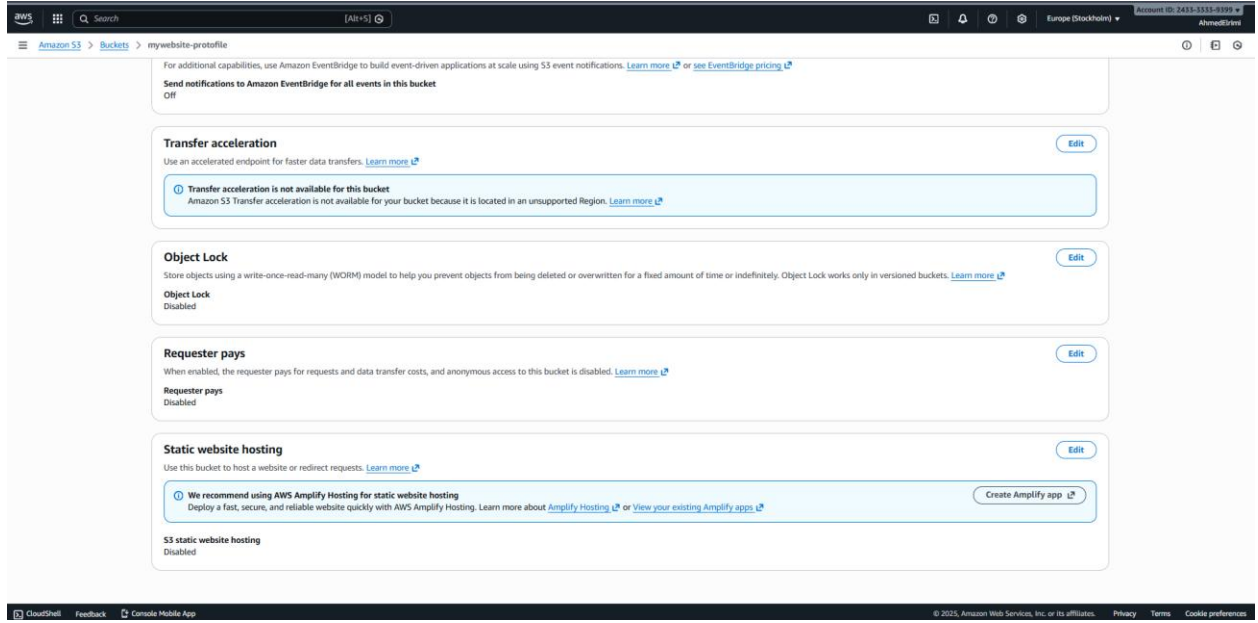 aws
Search
[Alt+S]
Europe (Stockholm)
Account ID: 2433-3333-9399
AhmedElrimi
Amazon S3 > Buckets > mywebsite-protofile
For additional capabilities, use Amazon EventBridge to build event-driven applications at scale using S3 event notifications. Learn more or see EventBridge pricing
Send notifications to Amazon EventBridge for all events in this bucket
Off
Transfer acceleration
Edit
Use an accelerated endpoint for faster data transfers. Learn more
Transfer acceleration is not available for this bucket
Amazon S3 Transfer acceleration is not available for your bucket because it is located in an unsupported Region. Learn more
Object Lock
Edit
Store objects using a write-once-read-many (WORM) model to help you prevent objects from being deleted or overwritten for a fixed amount of time or indefinitely. Object Lock works only in versioned buckets. Learn more
Object Lock
Disabled
Requester pays
Edit
When enabled, the requester pays for requests and data transfer costs, and anonymous access to this bucket is disabled. Learn more
Requester pays
Disabled
Static website hosting
Edit
Use this bucket to host a website or redirect requests. Learn more
We recommend using AWS Amplify Hosting for static website hosting
Create Amplify app
Deploy a fast, secure, and reliable website quickly with AWS Amplify Hosting. Learn more about Amplify Hosting or View your existing Amplify apps
S3 static website hosting
Disabled
CloudShell Feedback Console Mobile App © 2025, Amazon Web Services, Inc. or its affiliates. Privacy Terms Cookie preferences